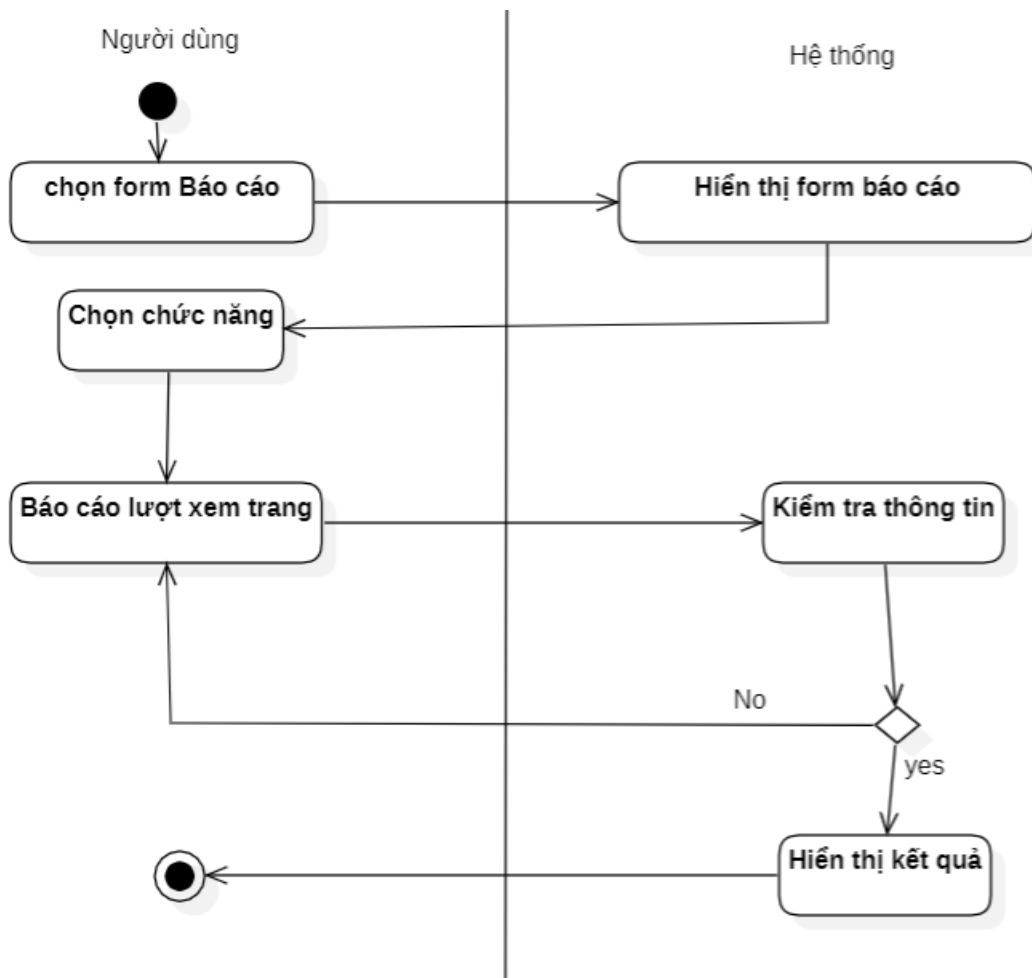 Người dùng
Hệ thống
chọn form Báo cáo
Hiển thị form báo cáo
Chọn chức năng
Báo cáo lượt xem trang
Kiểm tra thông tin
No
yes
Hiển thị kết quả